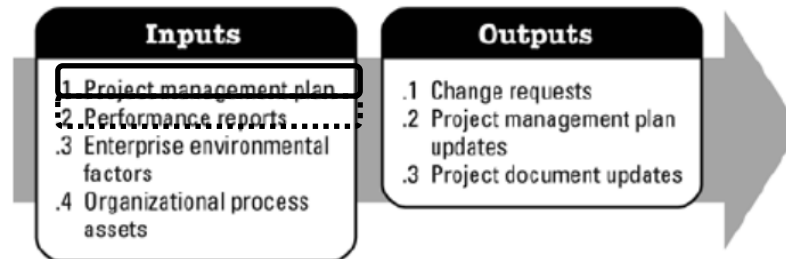 Inputs
.1 Project management plan
.2 Performance reports
.3 Enterprise environmental
factors
.4 Organizational process
assets
Outputs
.1 Change requests
.2 Project management plan
updates
.3 Project document updates